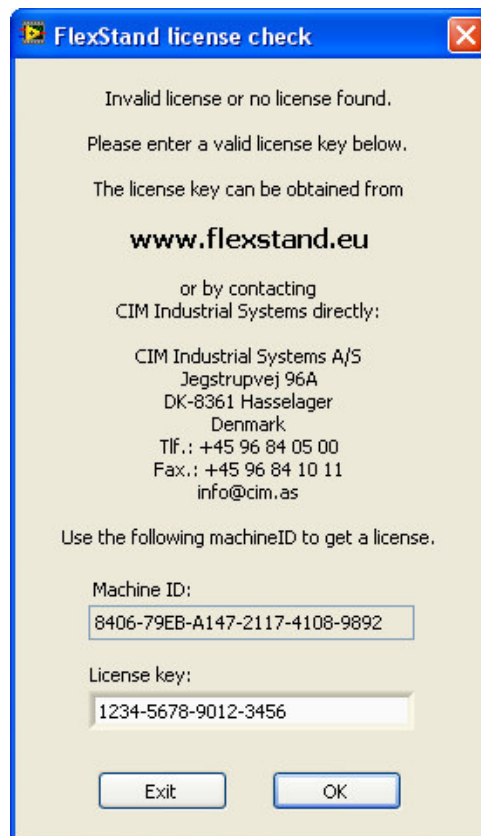 FlexStand license check
Invalid license or no license found.
Please enter a valid license key below.
The license key can be obtained from
www.flexstand.eu
or by contacting
CIM Industrial Systems directly:
CIM Industrial Systems A/S
Jegstrupvej 96A
DK-8361 Hasselager
Denmark
Tlf.: +45 96 84 05 00
Fax.: +45 96 84 10 11
info@cim.as
Use the following machineID to get a license.
Machine ID:
8406-79EB-A147-2117-4108-9892
License key:
1234-5678-9012-3456
Exit OK